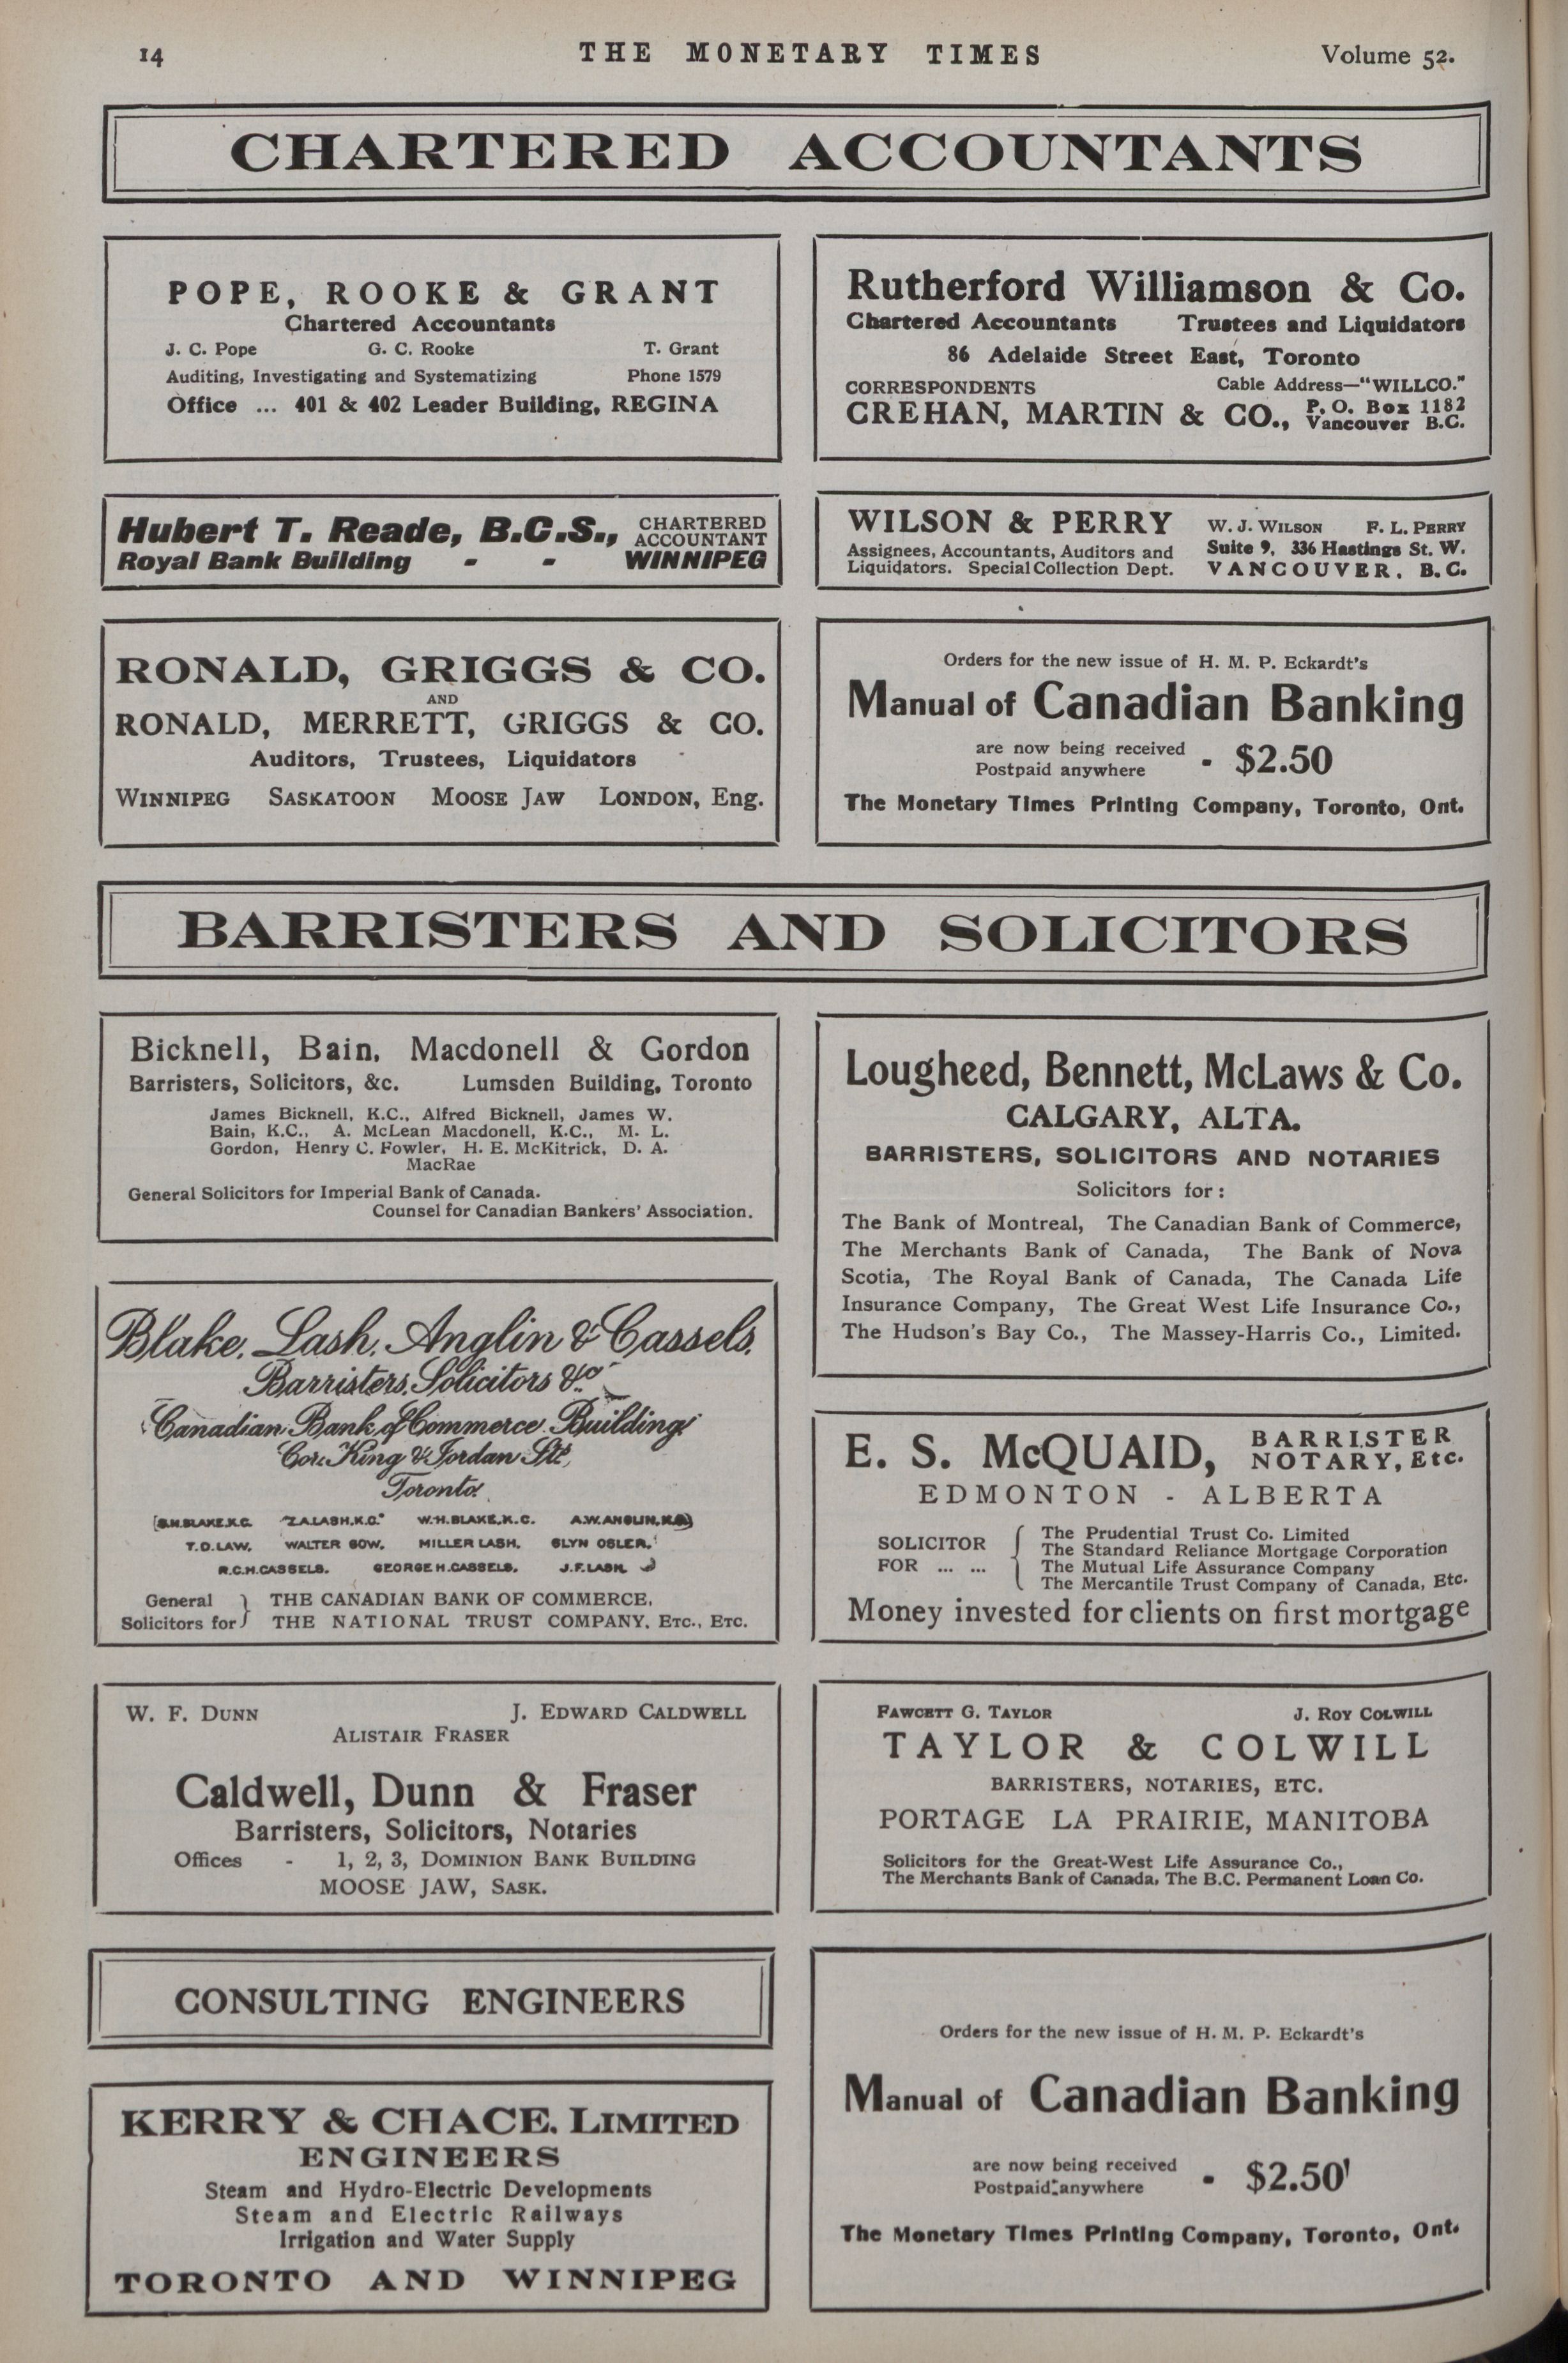 14 THE MONETARY TIMES Volume 52.
CHARTERED ACCOUNTANTS
POPE, ROOKE & GRANT
Chartered Accountants
J. C. Pope G. C. Rooke T. Grant
Auditing, Investigating and Systematizing Phone 1579
Office ... 401 & 402 Leader Building, REGINA
Rutherford Williamson & Co.
Chartered Accountants Trustees and Liquidators
86 Adelaide Street East, Toronto
CORRESPONDENTS Cable Address—"WILLCO."
CREHAN, MARTIN & CO., P. O. Box 1182
Vancouver B.C.
Hubert T. Reade, B.C.S., CHARTERED
ACCOUNTANT
Royal Bank Building - - WINNIPEG
WILSON & PERRY
Assignees, Accountants, Auditors and
Liquidators. Special Collection Dept.
W. J. WILSON F. L. PERRY
Suite 9, 336 Hastings St. W.
VANCOUVER, B.C.
RONALD, GRIGGS & CO.
AND
RONALD, MERRETT, GRIGGS & CO.
Auditors, Trustees, Liquidators
WINNIPEG SASKATOON MOOSE JAW LONDON, Eng.
Orders for the new issue of H. M. P. Eckardt's
Manual of Canadian Banking
are now being received
Postpaid anywhere - $2.50
The Monetary Times Printing Company, Toronto, Ont.
BARRISTERS AND SOLICITORS
Bicknell, Bain, Macdonell & Gordon
Barristers, Solicitors, &c. Lumsden Building, Toronto
James Bicknell, K.C., Alfred Bicknell, James W.
Bain, K.C., A. McLean Macdonell, K.C., M. L.
Gordon, Henry C. Fowler, H. E. McKitrick, D. A.
MacRae
General Solicitors for Imperial Bank of Canada.
Counsel for Canadian Bankers' Association.
Blake, Lash, Anglin & Cassels,
Barristers, Solicitors &c.
Canadian Bank of Commerce Building,
Cor. King & Jordan Sts,
Toronto.
S.H.BLAKE,K.C. Z.A.LASH,K.C. W.H.BLAKE,K.C. A.W.ANGLIN,K.C.
T.D.LAW, WALTER GOW, MILLER LASH, GLYN OSLER,
R.C.H.CASSELS, GEORGE H.CASSELS, J.F.LASH,
General
Solicitors for } THE CANADIAN BANK OF COMMERCE,
THE NATIONAL TRUST COMPANY, ETC., ETC.
Lougheed, Bennett, McLaws & Co.
CALGARY, ALTA.
BARRISTERS, SOLICITORS AND NOTARIES
Solicitors for:
The Bank of Montreal, The Canadian Bank of Commerce,
The Merchants Bank of Canada, The Bank of Nova
Scotia, The Royal Bank of Canada, The Canada Life
Insurance Company, The Great West Life Insurance Co.,
The Hudson's Bay Co., The Massey-Harris Co., Limited.
E. S. McQUAID, BARRISTER
NOTARY, Etc.
EDMONTON - ALBERTA
SOLICITOR
FOR ... ...
The Prudential Trust Co. Limited
The Standard Reliance Mortgage Corporation
The Mutual Life Assurance Company
The Mercantile Trust Company of Canada, Etc.
Money invested for clients on first mortgage
W. F. DUNN J. EDWARD CALDWELL
ALISTAIR FRASER
Caldwell, Dunn & Fraser
Barristers, Solicitors, Notaries
Offices - 1, 2, 3, DOMINION BANK BUILDING
MOOSE JAW, SASK.
FAWCETT G. TAYLOR J. ROY COLWILL
TAYLOR & COLWILL
BARRISTERS, NOTARIES, ETC.
PORTAGE LA PRAIRIE, MANITOBA
Solicitors for the Great-West Life Assurance Co.,
The Merchants Bank of Canada, The B.C. Permanent Loan Co.
CONSULTING ENGINEERS
KERRY & CHACE, LIMITED
ENGINEERS
Steam and Hydro-Electric Developments
Steam and Electric Railways
Irrigation and Water Supply
TORONTO AND WINNIPEG
Orders for the new issue of H. M. P. Eckardt's
Manual of Canadian Banking
are now being received
Postpaid anywhere - $2.50
The Monetary Times Printing Company, Toronto, Ont.